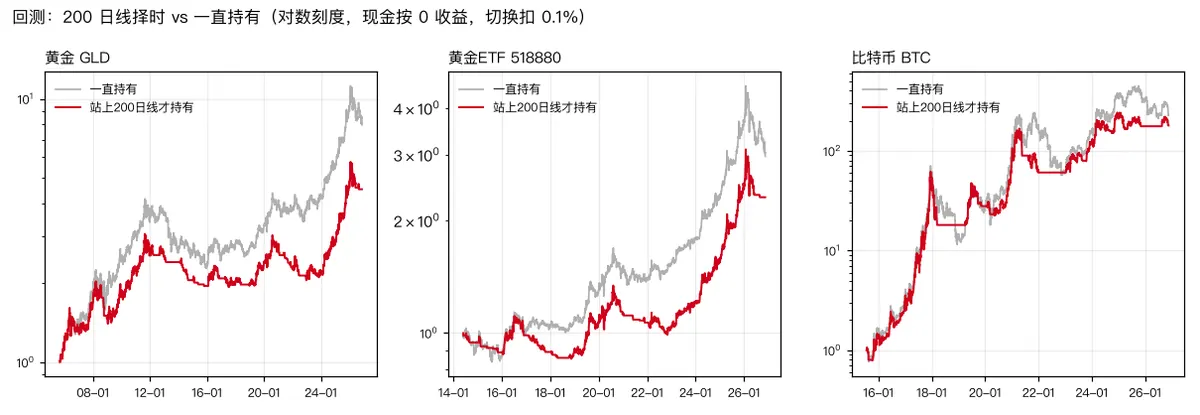 回测：200 日线择时 vs 一直持有（对数刻度，现金按 0 收益，切换扣 0.1%）
黄金 GLD
一直持有
站上200日线才持有
10¹
10⁰
08-01
12-01
16-01
20-01
24-01
黄金ETF 518880
一直持有
站上200日线才持有
4 × 10⁰
3 × 10⁰
2 × 10⁰
10⁰
14-01
16-01
18-01
20-01
22-01
24-01
26-01
比特币 BTC
一直持有
站上200日线才持有
10²
10¹
10⁰
16-01
18-01
20-01
22-01
24-01
26-01